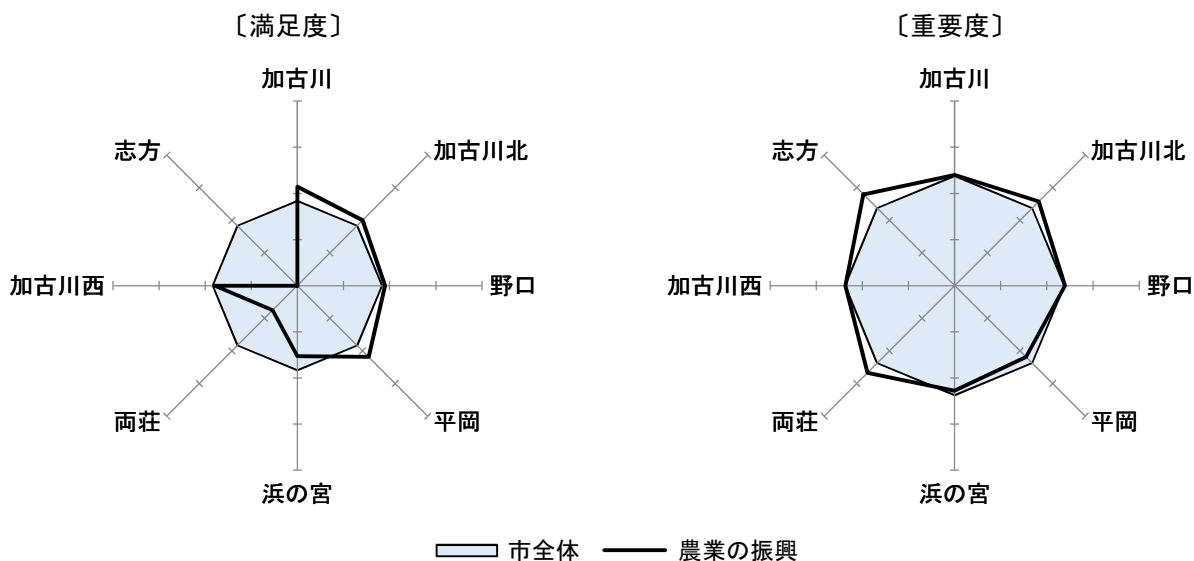 〔満足度〕
加古川
加古川北
野口
平岡
浜の宮
両荘
加古川西
志方
〔重要度〕
加古川
加古川北
野口
平岡
浜の宮
両荘
加古川西
志方
市全体
農業の振興